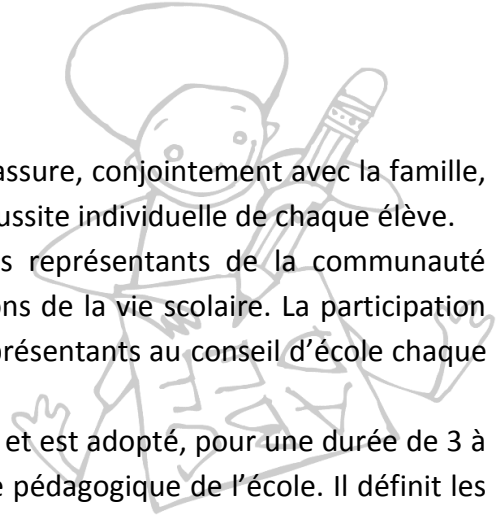 assure, conjointement avec la famille,
ussite individuelle de chaque élève.
s représentants de la communauté
ns de la vie scolaire. La participation
présentants au conseil d’école chaque
et est adopté, pour une durée de 3 à
e pédagogique de l’école. Il définit les